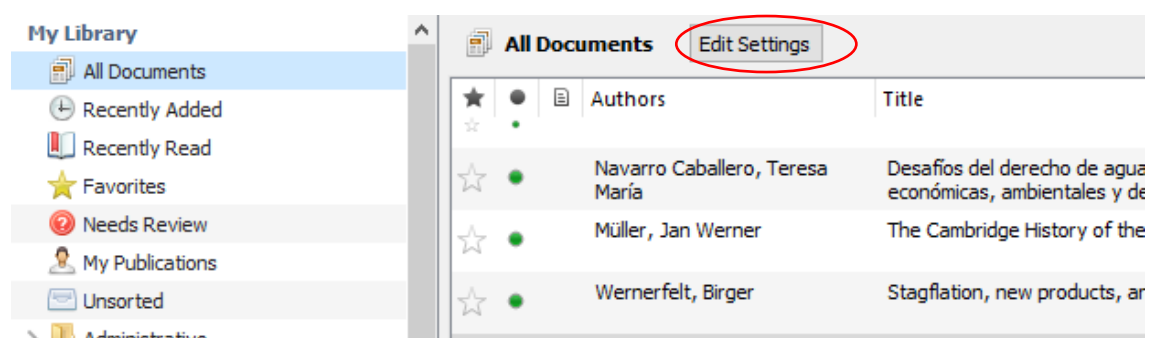 My Library
All Documents
Recently Added
Recently Read
Favorites
Needs Review
My Publications
Unsorted
Administrative
All Documents Edit Settings
Authors Title
Navarro Caballero, Teresa
María
Desafíos del derecho de agua
económicas, ambientales y de
Müller, Jan Werner
The Cambridge History of the
Wernerfelt, Birger
Stagflation, new products, ar